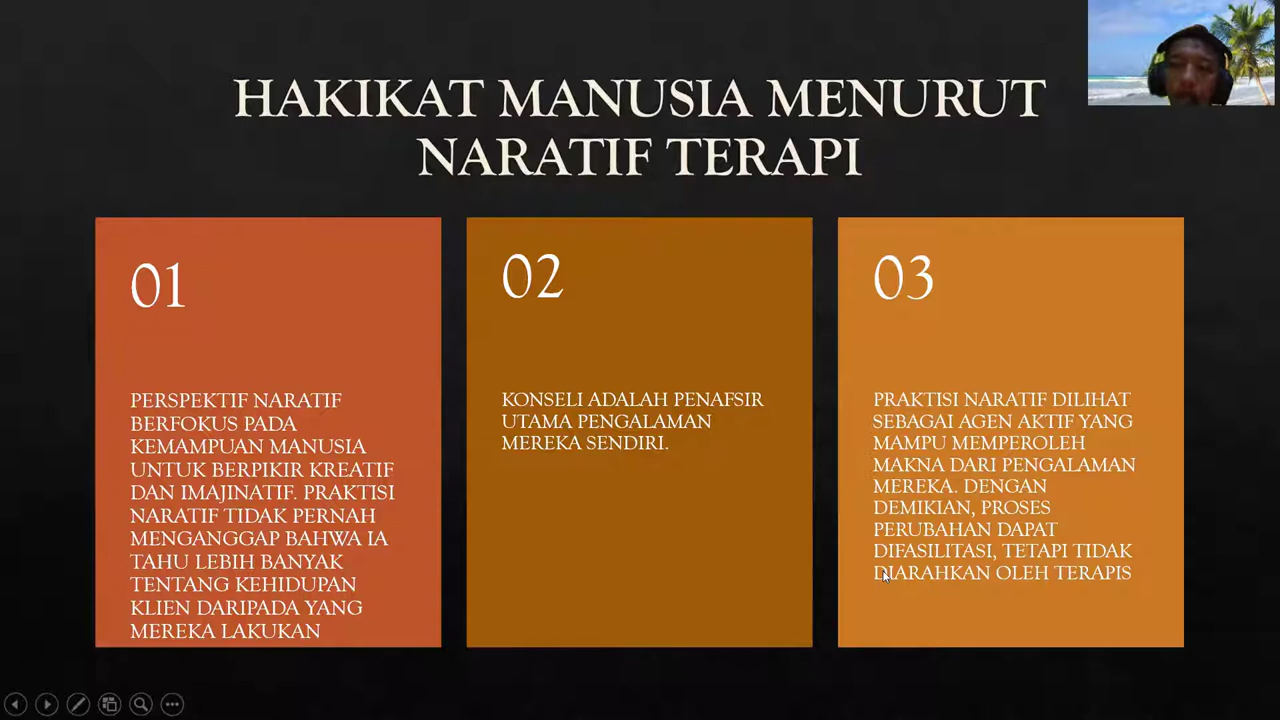 HAKIKAT MANUSIA MENURUT
NARATIF TERAPI
01
PERSPEKTIF NARATIF
BERFOKUS PADA
KEMAMPUAN MANUSIA
UNTUK BERPIKIR KREATIF
DAN IMAJINATIF. PRAKTISI
NARATIF TIDAK PERNAH
MENGANGGAP BAHWA IA
TAHU LEBIH BANYAK
TENTANG KEHIDUPAN
KLIEN DARIPADA YANG
MEREKA LAKUKAN
02
KONSELI ADALAH PENAFSIR
UTAMA PENGALAMAN
MEREKA SENDIRI.
03
PRAKTISI NARATIF DILIHAT
SEBAGAI AGEN AKTIF YANG
MAMPU MEMPEROLEH
MAKNA DARI PENGALAMAN
MEREKA. DENGAN
DEMIKIAN, PROSES
PERUBAHAN DAPAT
DIFASILITASI, TETAPI TIDAK
DIARAHKAN OLEH TERAPIS